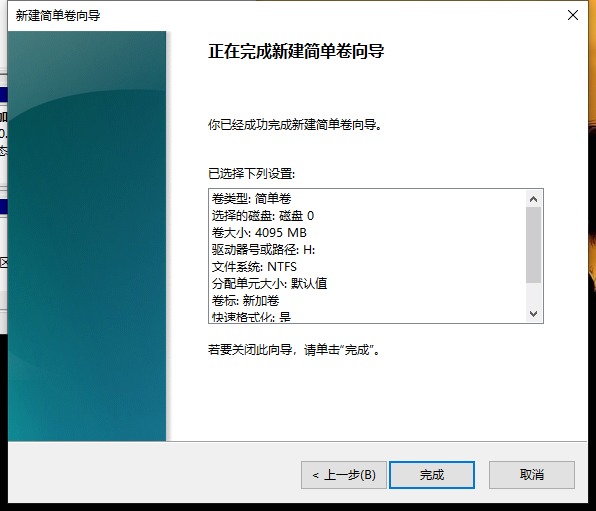 新建简单卷向导
正在完成新建简单卷向导
你已经成功完成新建简单卷向导。
已选择下列设置:
卷类型: 简单卷
选择的磁盘: 磁盘 0
卷大小: 4095 MB
驱动器号或路径: H:
文件系统: NTFS
分配单元大小: 默认值
卷标: 新加卷
快速格式化: 是
若要关闭此向导，请单击“完成”。
< 上一步(B)
完成
取消